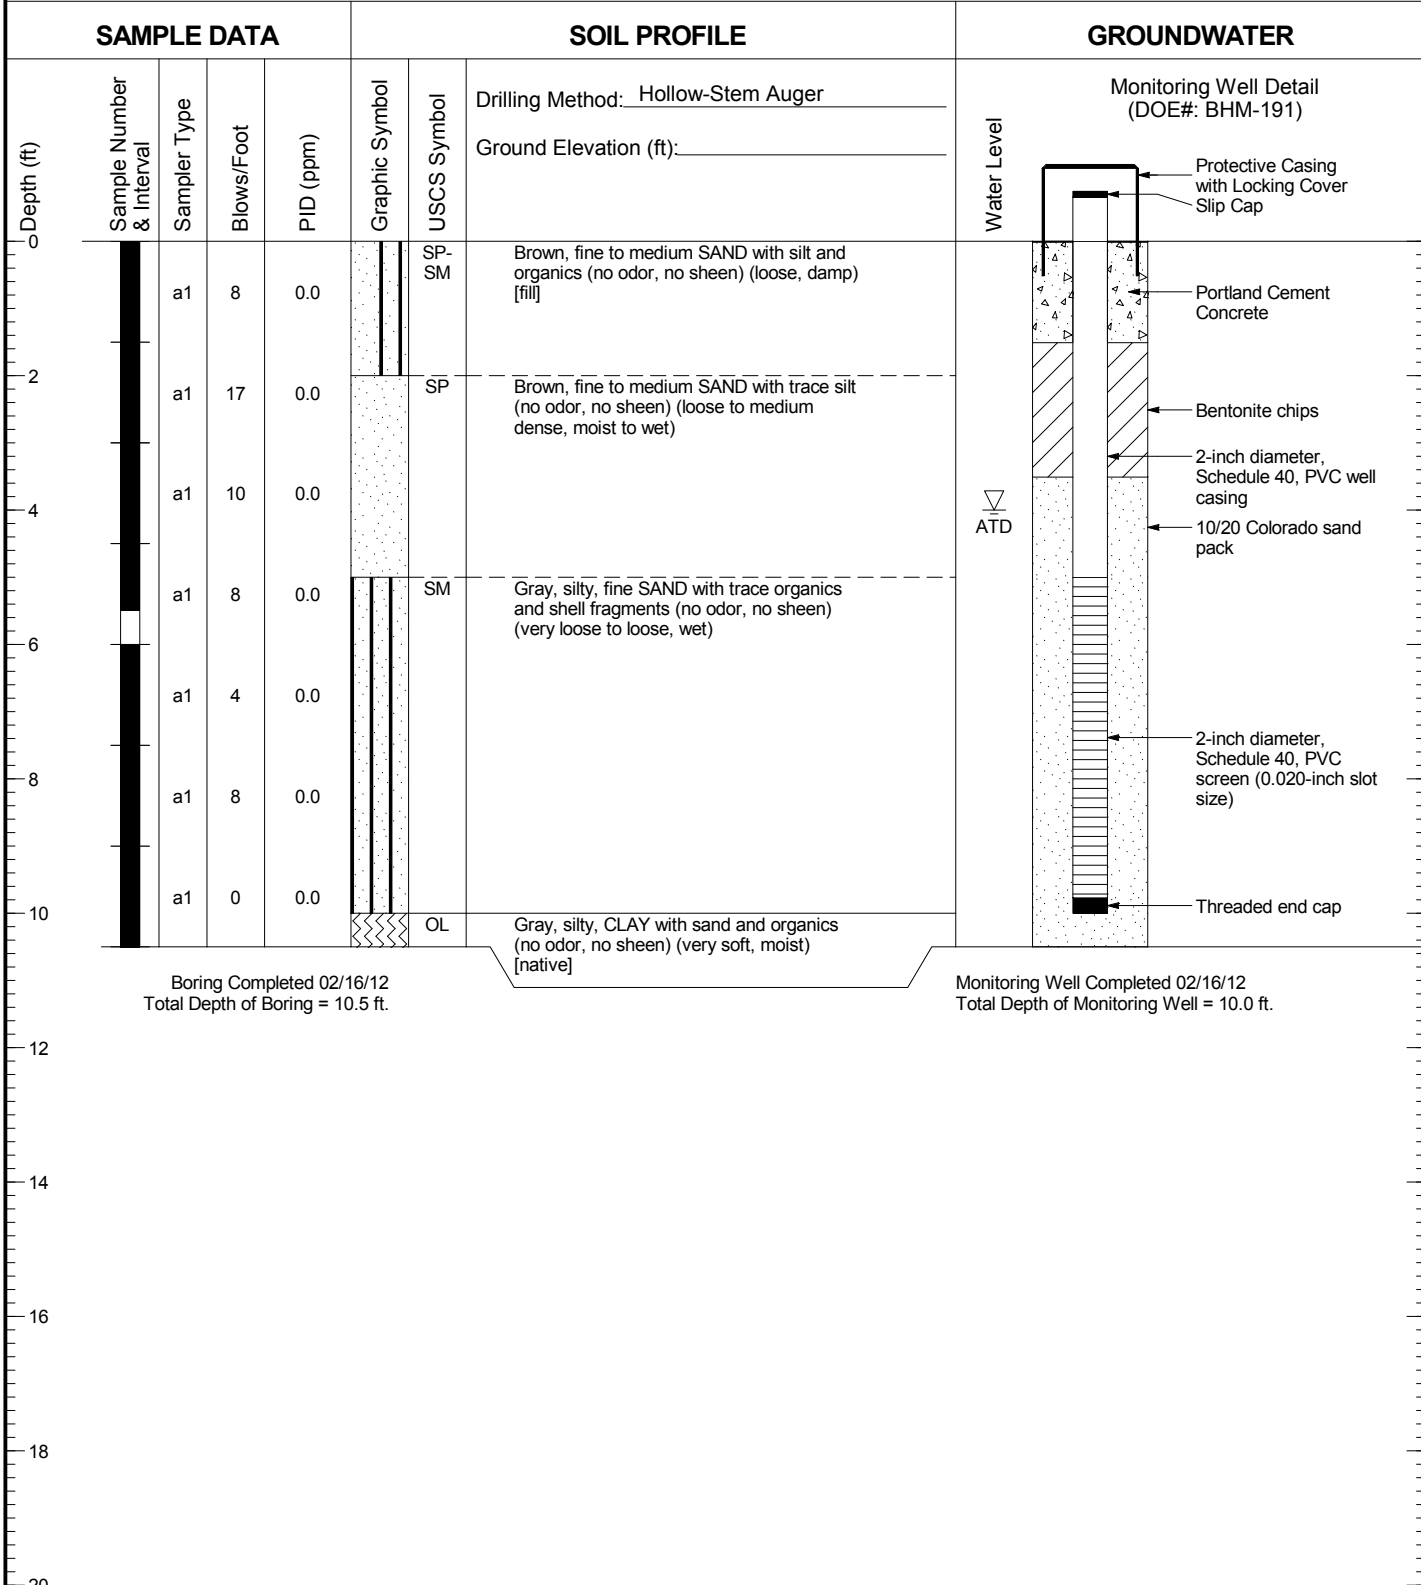 SAMPLE DATA
SOIL PROFILE
GROUNDWATER
Depth (ft)
Sample Number
& Interval
Sampler Type
Blows/Foot
PID (ppm)
Graphic Symbol
USCS Symbol
Drilling Method: Hollow-Stem Auger
Ground Elevation (ft):
Water Level
Monitoring Well Detail
(DOE#: BHM-191)
Protective Casing
with Locking Cover
Slip Cap
0
SP-
SM
Brown, fine to medium SAND with silt and
organics (no odor, no sheen) (loose, damp)
[fill]
a1 8 0.0
Portland Cement
Concrete
2
SP
Brown, fine to medium SAND with trace silt
(no odor, no sheen) (loose to medium
dense, moist to wet)
a1 17 0.0
Bentonite chips
2-inch diameter,
Schedule 40, PVC well
casing
a1 10 0.0
4
ATD
10/20 Colorado sand
pack
a1 8 0.0
SM
Gray, silty, fine SAND with trace organics
and shell fragments (no odor, no sheen)
(very loose to loose, wet)
6
a1 4 0.0
2-inch diameter,
Schedule 40, PVC
screen (0.020-inch slot
size)
8
a1 8 0.0
a1 0 0.0
Threaded end cap
10
OL
Gray, silty, CLAY with sand and organics
(no odor, no sheen) (very soft, moist)
[native]
Boring Completed 02/16/12
Total Depth of Boring = 10.5 ft.
Monitoring Well Completed 02/16/12
Total Depth of Monitoring Well = 10.0 ft.
12
14
16
18
20